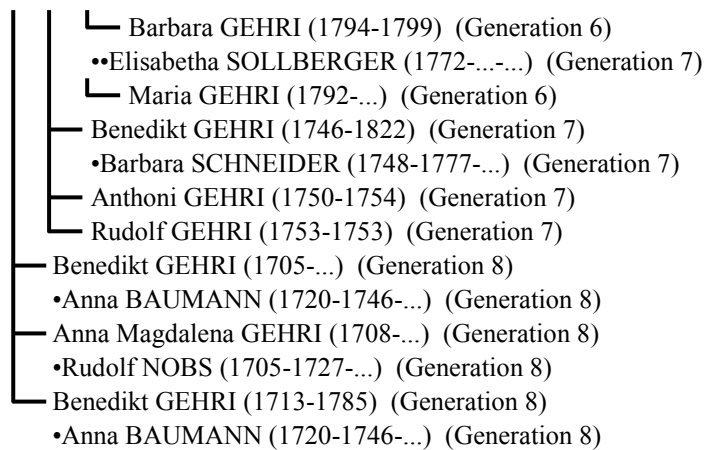 Barbara GEHRI (1794-1799) (Generation 6)
••Elisabetha SOLLBERGER (1772-...-...) (Generation 7)
Maria GEHRI (1792-...) (Generation 6)
Benedikt GEHRI (1746-1822) (Generation 7)
•Barbara SCHNEIDER (1748-1777-...) (Generation 7)
Anthoni GEHRI (1750-1754) (Generation 7)
Rudolf GEHRI (1753-1753) (Generation 7)
Benedikt GEHRI (1705-...) (Generation 8)
•Anna BAUMANN (1720-1746-...) (Generation 8)
Anna Magdalena GEHRI (1708-...) (Generation 8)
•Rudolf NOBS (1705-1727-...) (Generation 8)
Benedikt GEHRI (1713-1785) (Generation 8)
•Anna BAUMANN (1720-1746-...) (Generation 8)